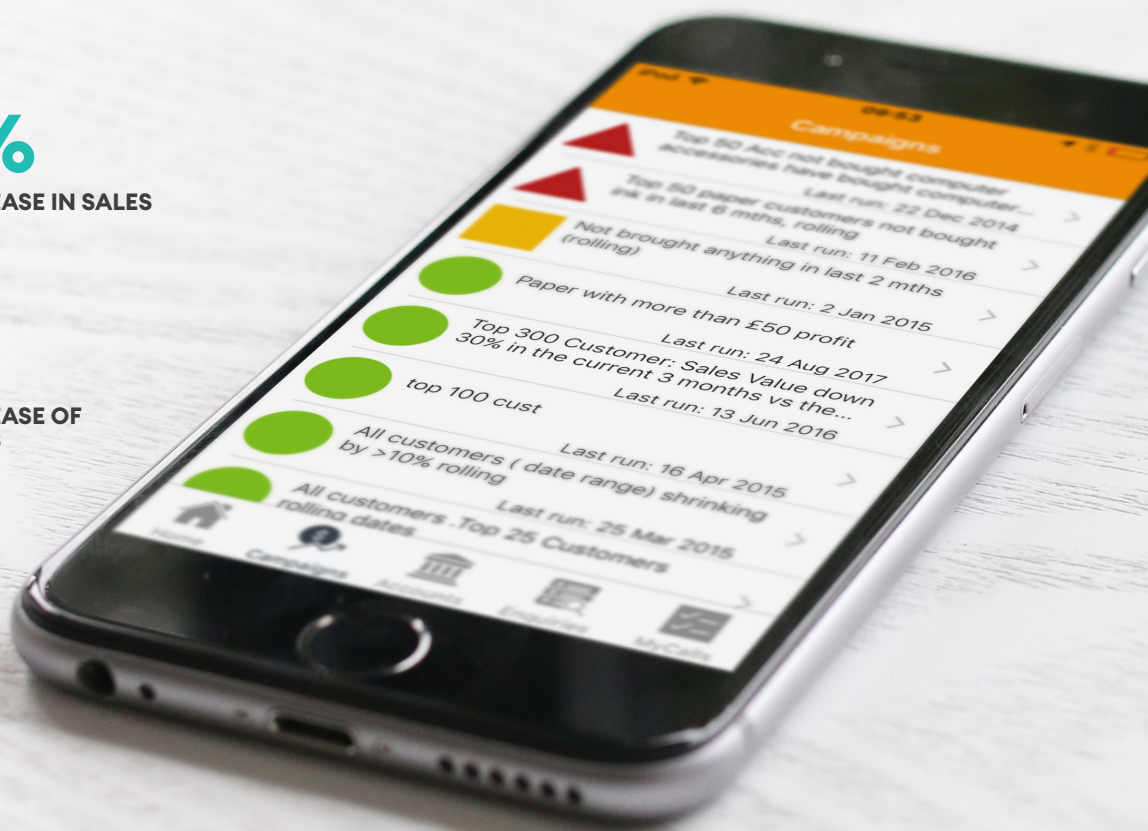 %
EASE IN SALES
EASE OF
iPod
09:53
Campaigns
Top 50 Acc not bought computer
accessories have bought computer...
Last run: 22 Dec 2014
Top 50 paper customers not bought
ink in last 6 mths, rolling
Last run: 11 Feb 2016
Not brought anything in last 2 mths
(rolling)
Last run: 2 Jan 2015
Paper with more than £50 profit
Last run: 24 Aug 2017
Top 300 Customer: Sales Value down
30% in the current 3 months vs the...
Last run: 13 Jun 2016
top 100 cust
Last run: 16 Apr 2015
All customers ( date range) shrinking
by >10% rolling
Last run: 25 Mar 2015
All customers .Top 25 Customers
rolling dates
Home
Campaigns
Accounts
Enquiries
MyCalls